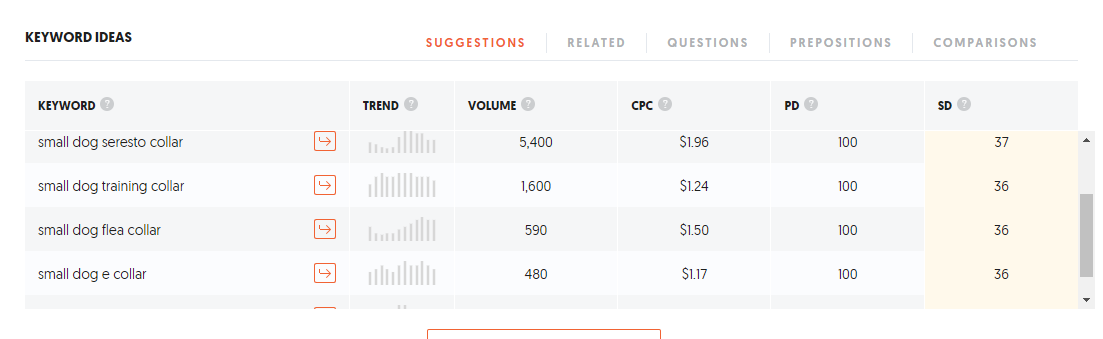 KEYWORD IDEAS
SUGGESTIONS RELATED QUESTIONS PREPOSITIONS COMPARISONS
KEYWORD ? TREND ? VOLUME ? CPC ? PD ? SD ?
small dog seresto collar 5,400 $1.96 100 37
small dog training collar 1,600 $1.24 100 36
small dog flea collar 590 $1.50 100 36
small dog e collar 480 $1.17 100 36